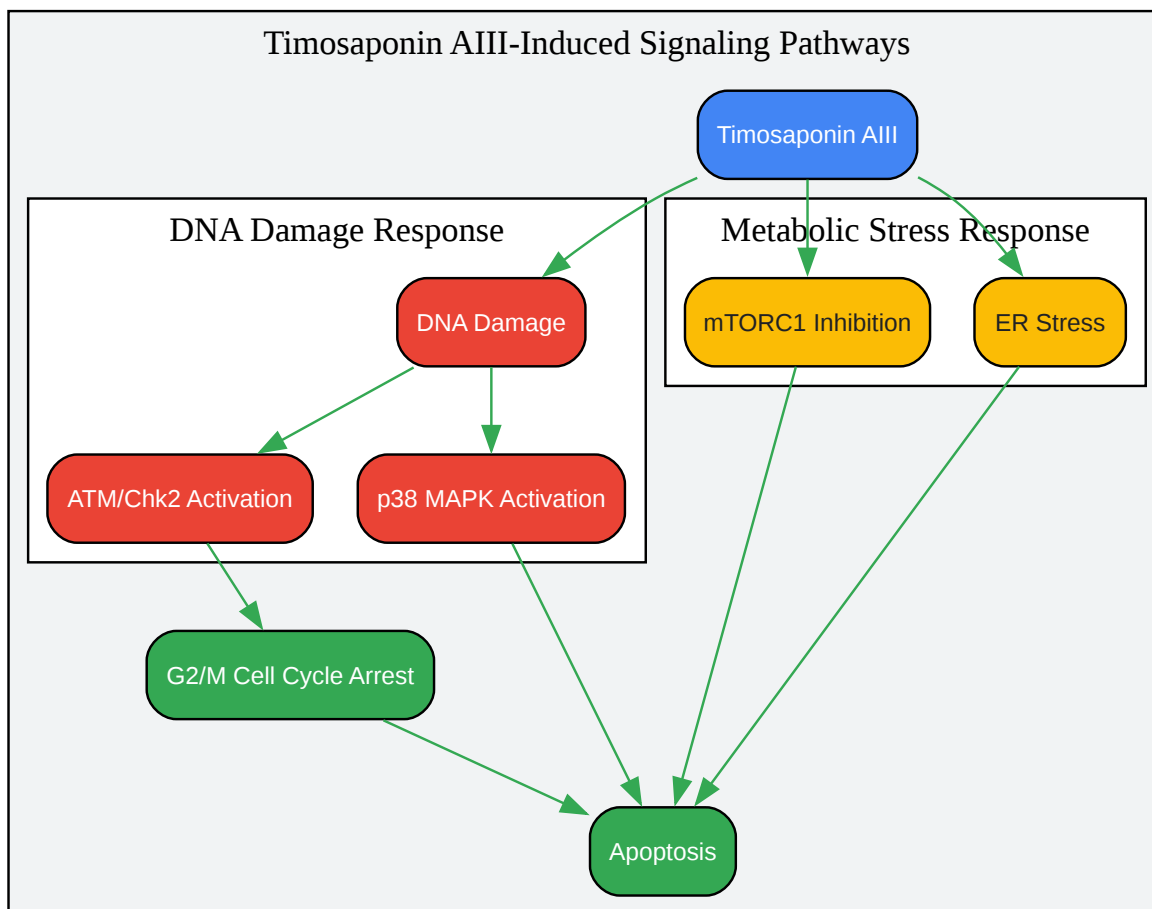 Timosaponin AIII-Induced Signaling Pathways
Timosaponin AIII
DNA Damage Response
Metabolic Stress Response
DNA Damage
mTORC1 Inhibition
ER Stress
ATM/Chk2 Activation
p38 MAPK Activation
G2/M Cell Cycle Arrest
Apoptosis